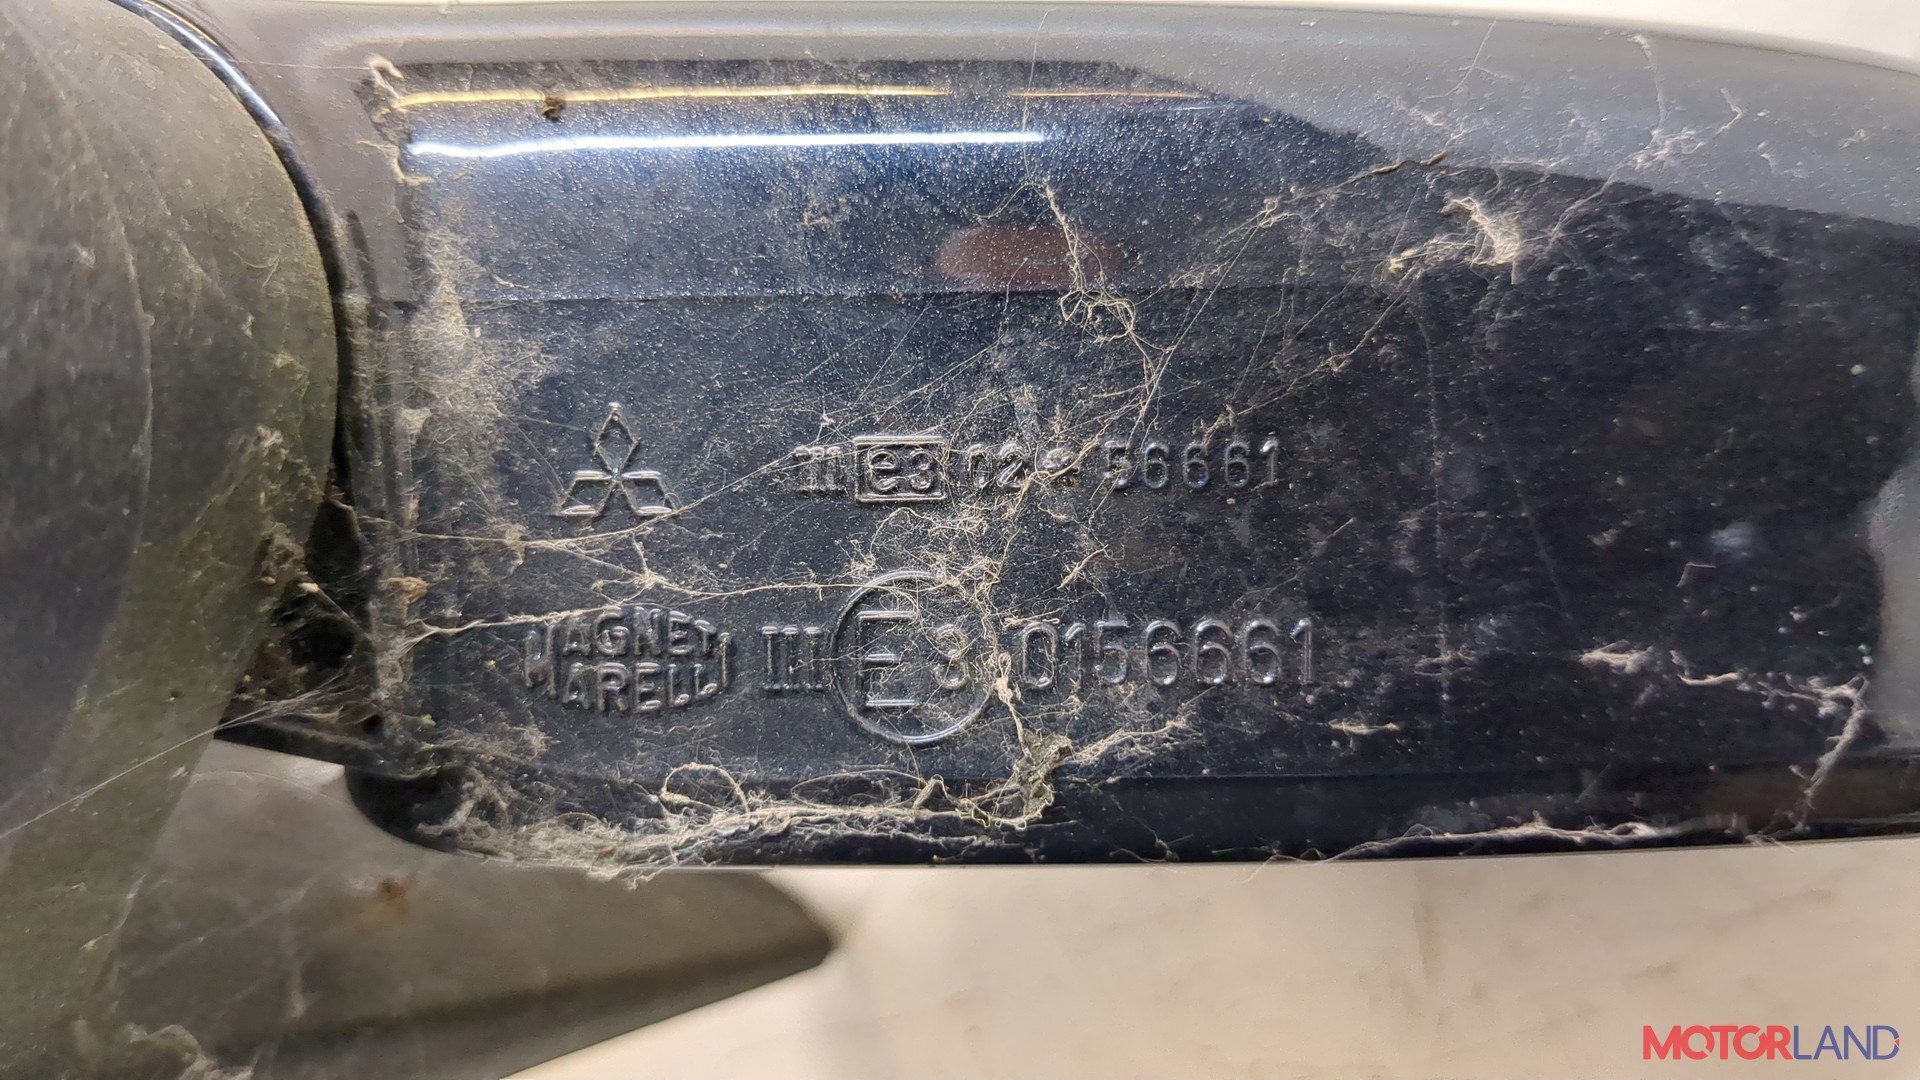 III e3 02 * 56661
MAGNETI MARELLI III E3 0156661
MOTORLAND